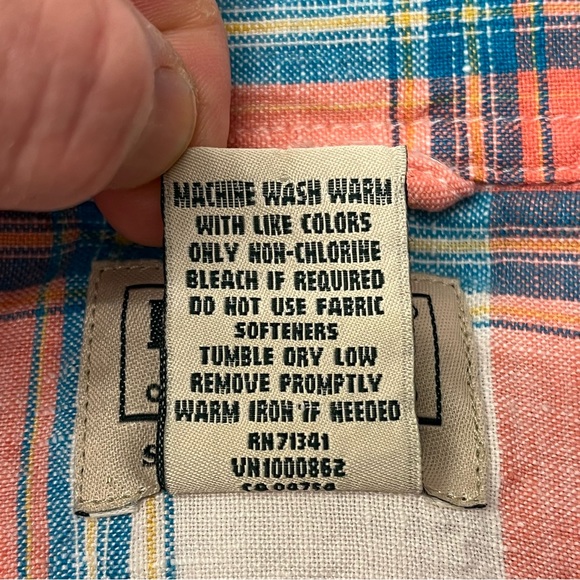 MACHINE WASH WARM
WITH LIKE COLORS
ONLY NON-CHLORINE
BLEACH IF REQUIRED
DO NOT USE FABRIC
SOFTENERS
TUMBLE DRY LOW
REMOVE PROMPTLY
WARM IRON IF NEEDED
RN71341
VN1000862